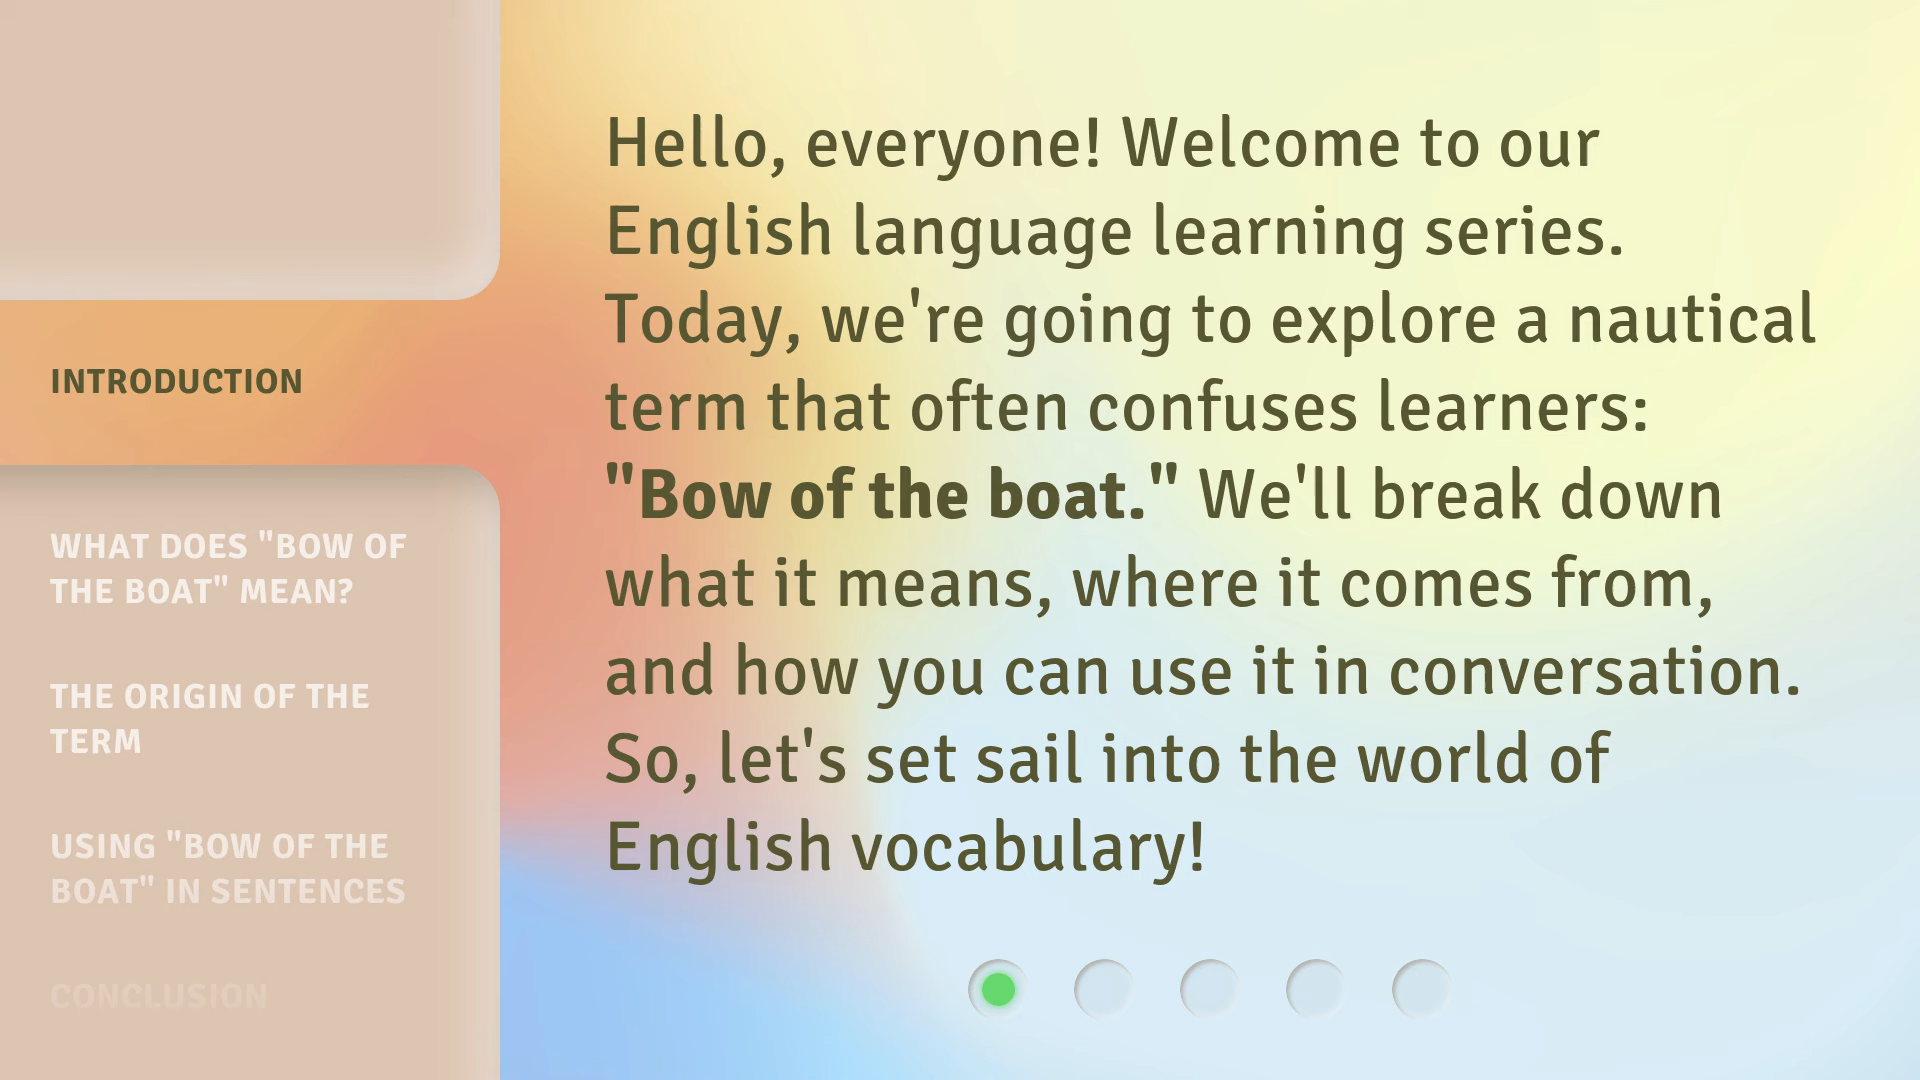 INTRODUCTION
WHAT DOES "BOW OF
THE BOAT" MEAN?
THE ORIGIN OF THE
TERM
USING "BOW OF THE
BOAT" IN SENTENCES
CONCLUSION
Hello, everyone! Welcome to our
English language learning series.
Today, we're going to explore a nautical
term that often confuses learners:
"Bow of the boat." We'll break down
what it means, where it comes from,
and how you can use it in conversation.
So, let's set sail into the world of
English vocabulary!